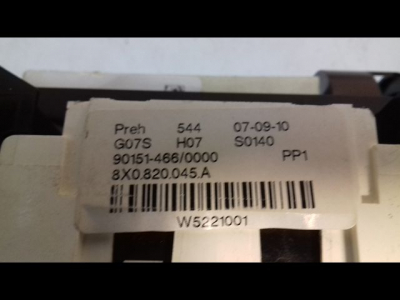 Preh 544 07-09-10
G07S H07 S0140
90151-466/0000 PP1
8X0.820.045.A
W5221001